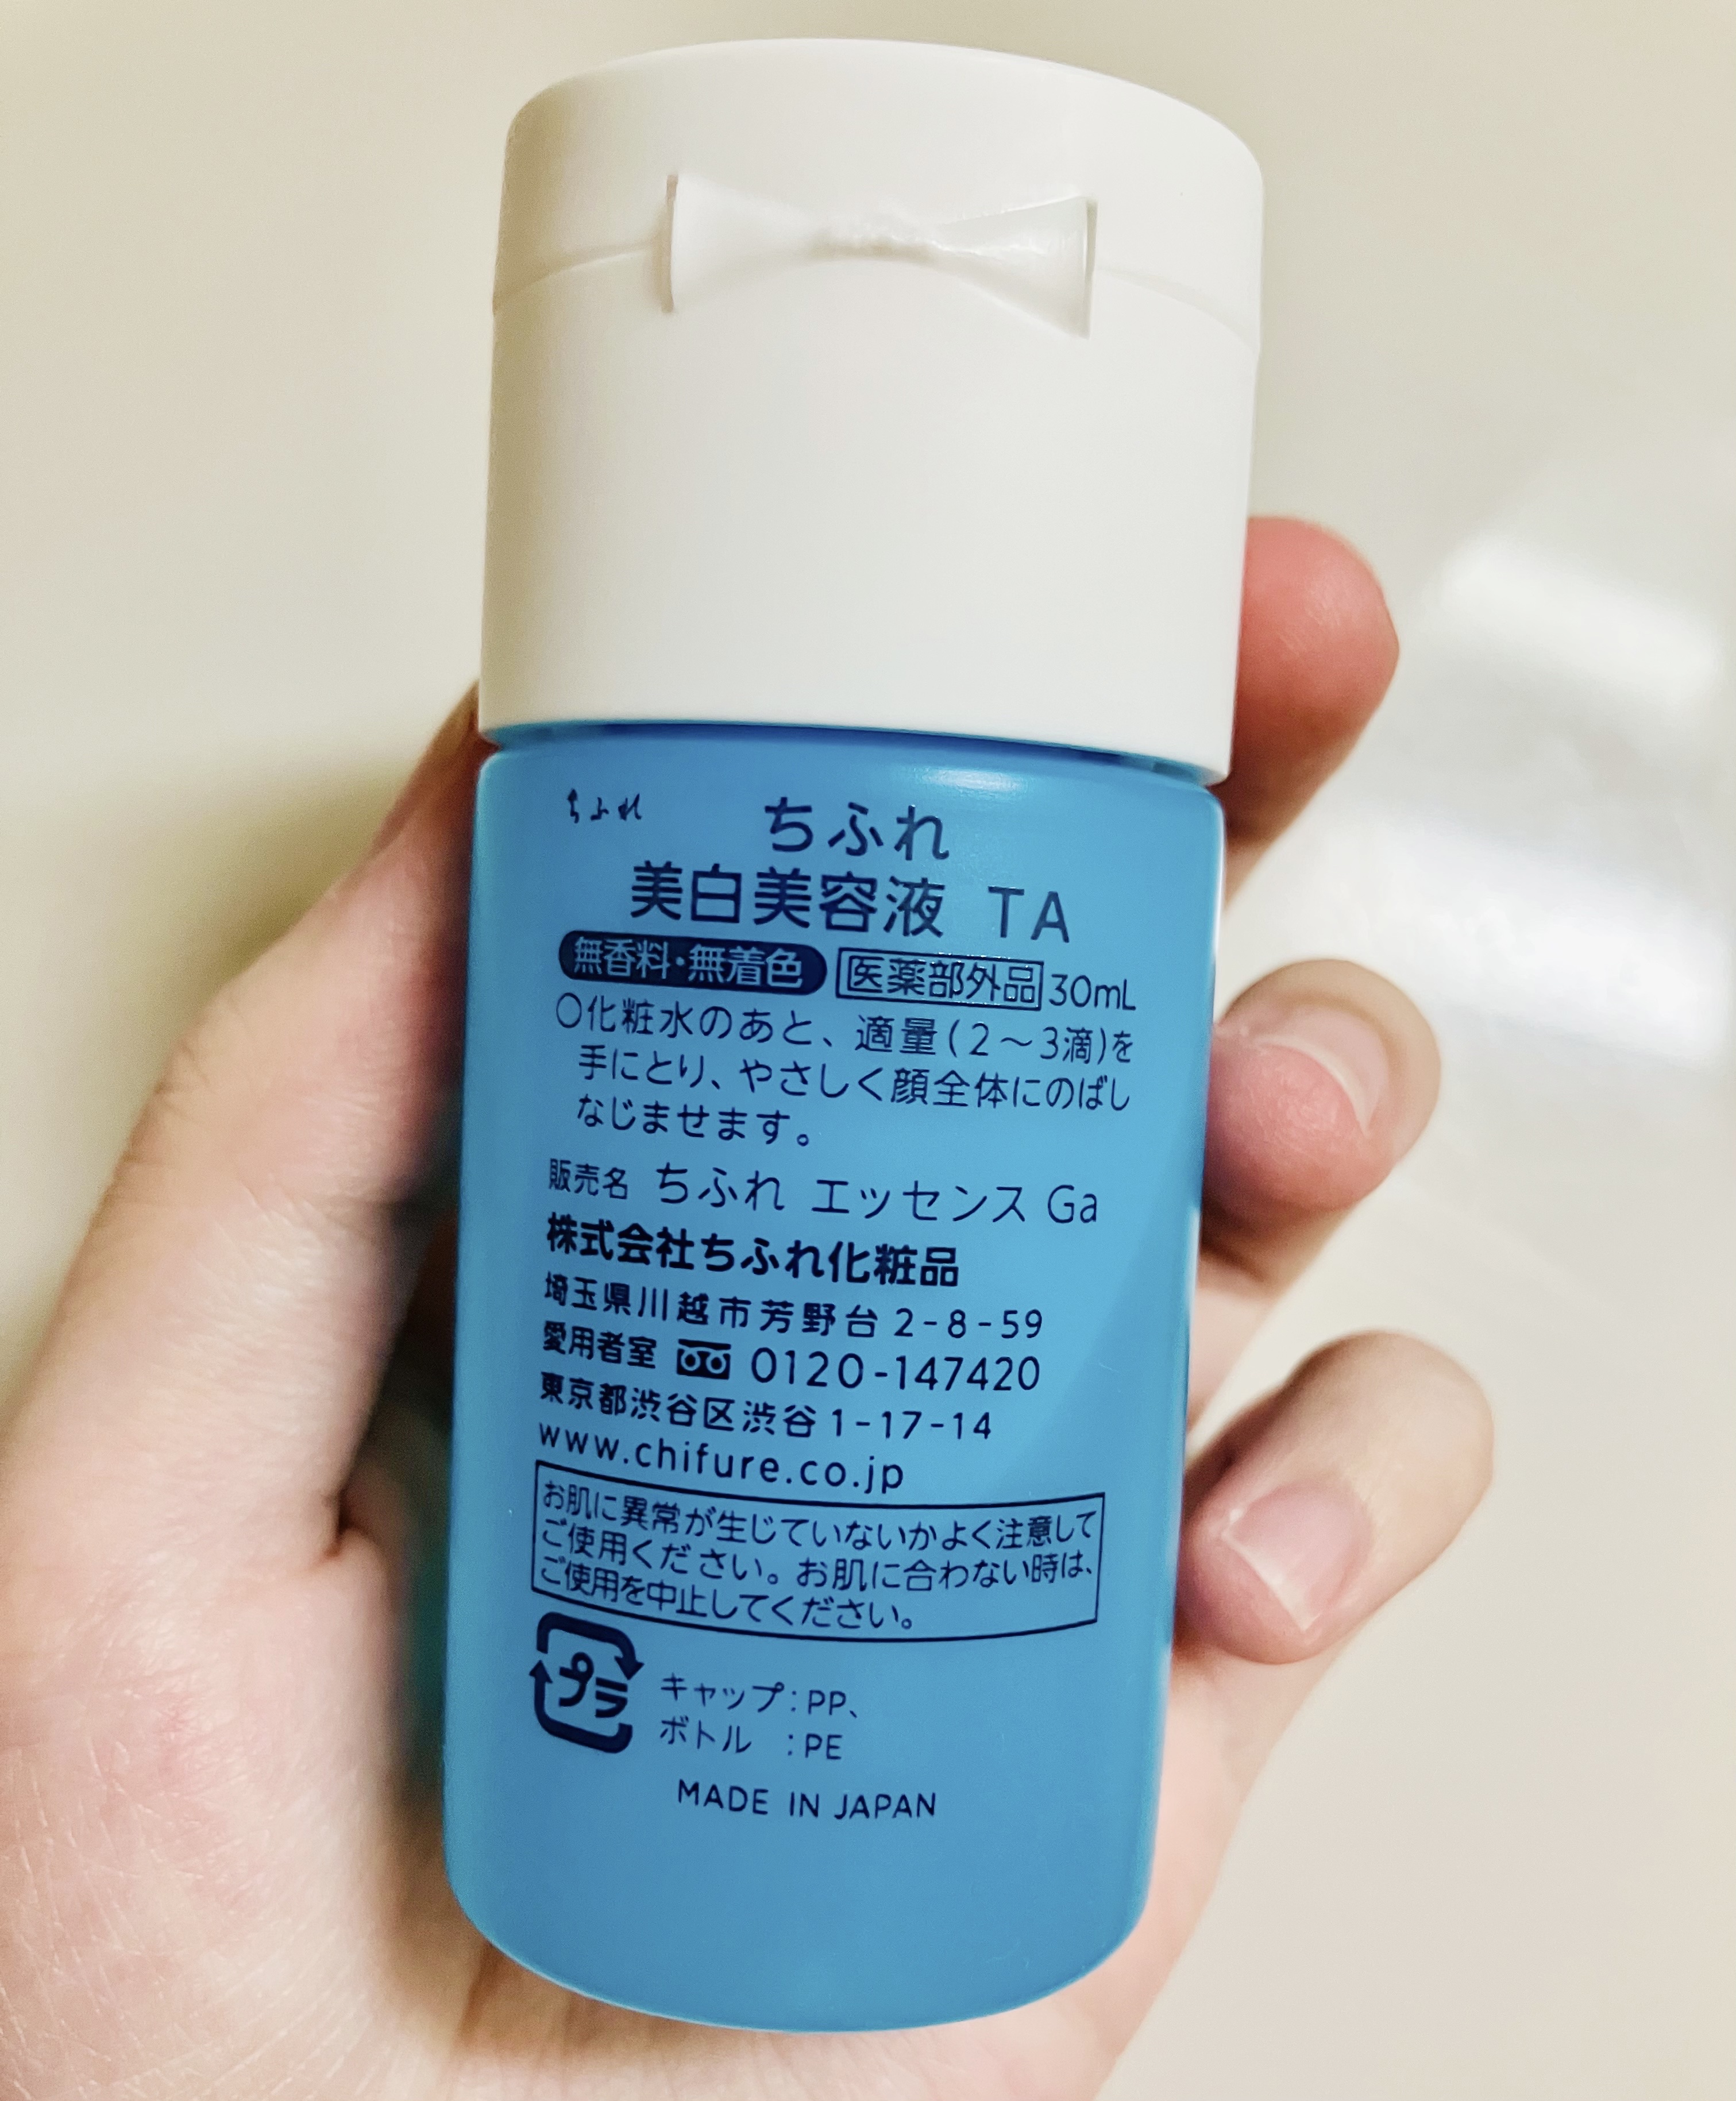 ちふれ
ちふれ
美白美容液 TA
無香料・無着色 医薬部外品 30mL
○化粧水のあと、適量(2～3滴)を
手にとり、やさしく顔全体にのばし
なじませます。
販売名 ちふれ エッセンス Ga
株式会社ちふれ化粧品
埼玉県川越市芳野台2-8-59
愛用者室 0120-147420
東京都渋谷区渋谷1-17-14
www.chifure.co.jp
お肌に異常が生じていないかよく注意して
ご使用ください。お肌に合わない時は、
ご使用を中止してください。
プラ
キャップ:PP、
ボトル :PE
MADE IN JAPAN